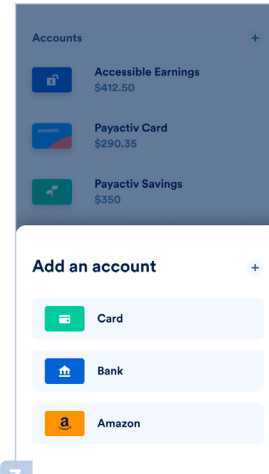 Accounts +
Accessible Earnings
$412.50
payactiv
Payactiv Card
$290.35
Payactiv Savings
$350
Add an account +
Card
Bank
a Amazon